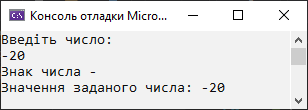 Консоль отладки Micro...
Введіть число:
-20
Знак числа -
Значення заданого числа: -20